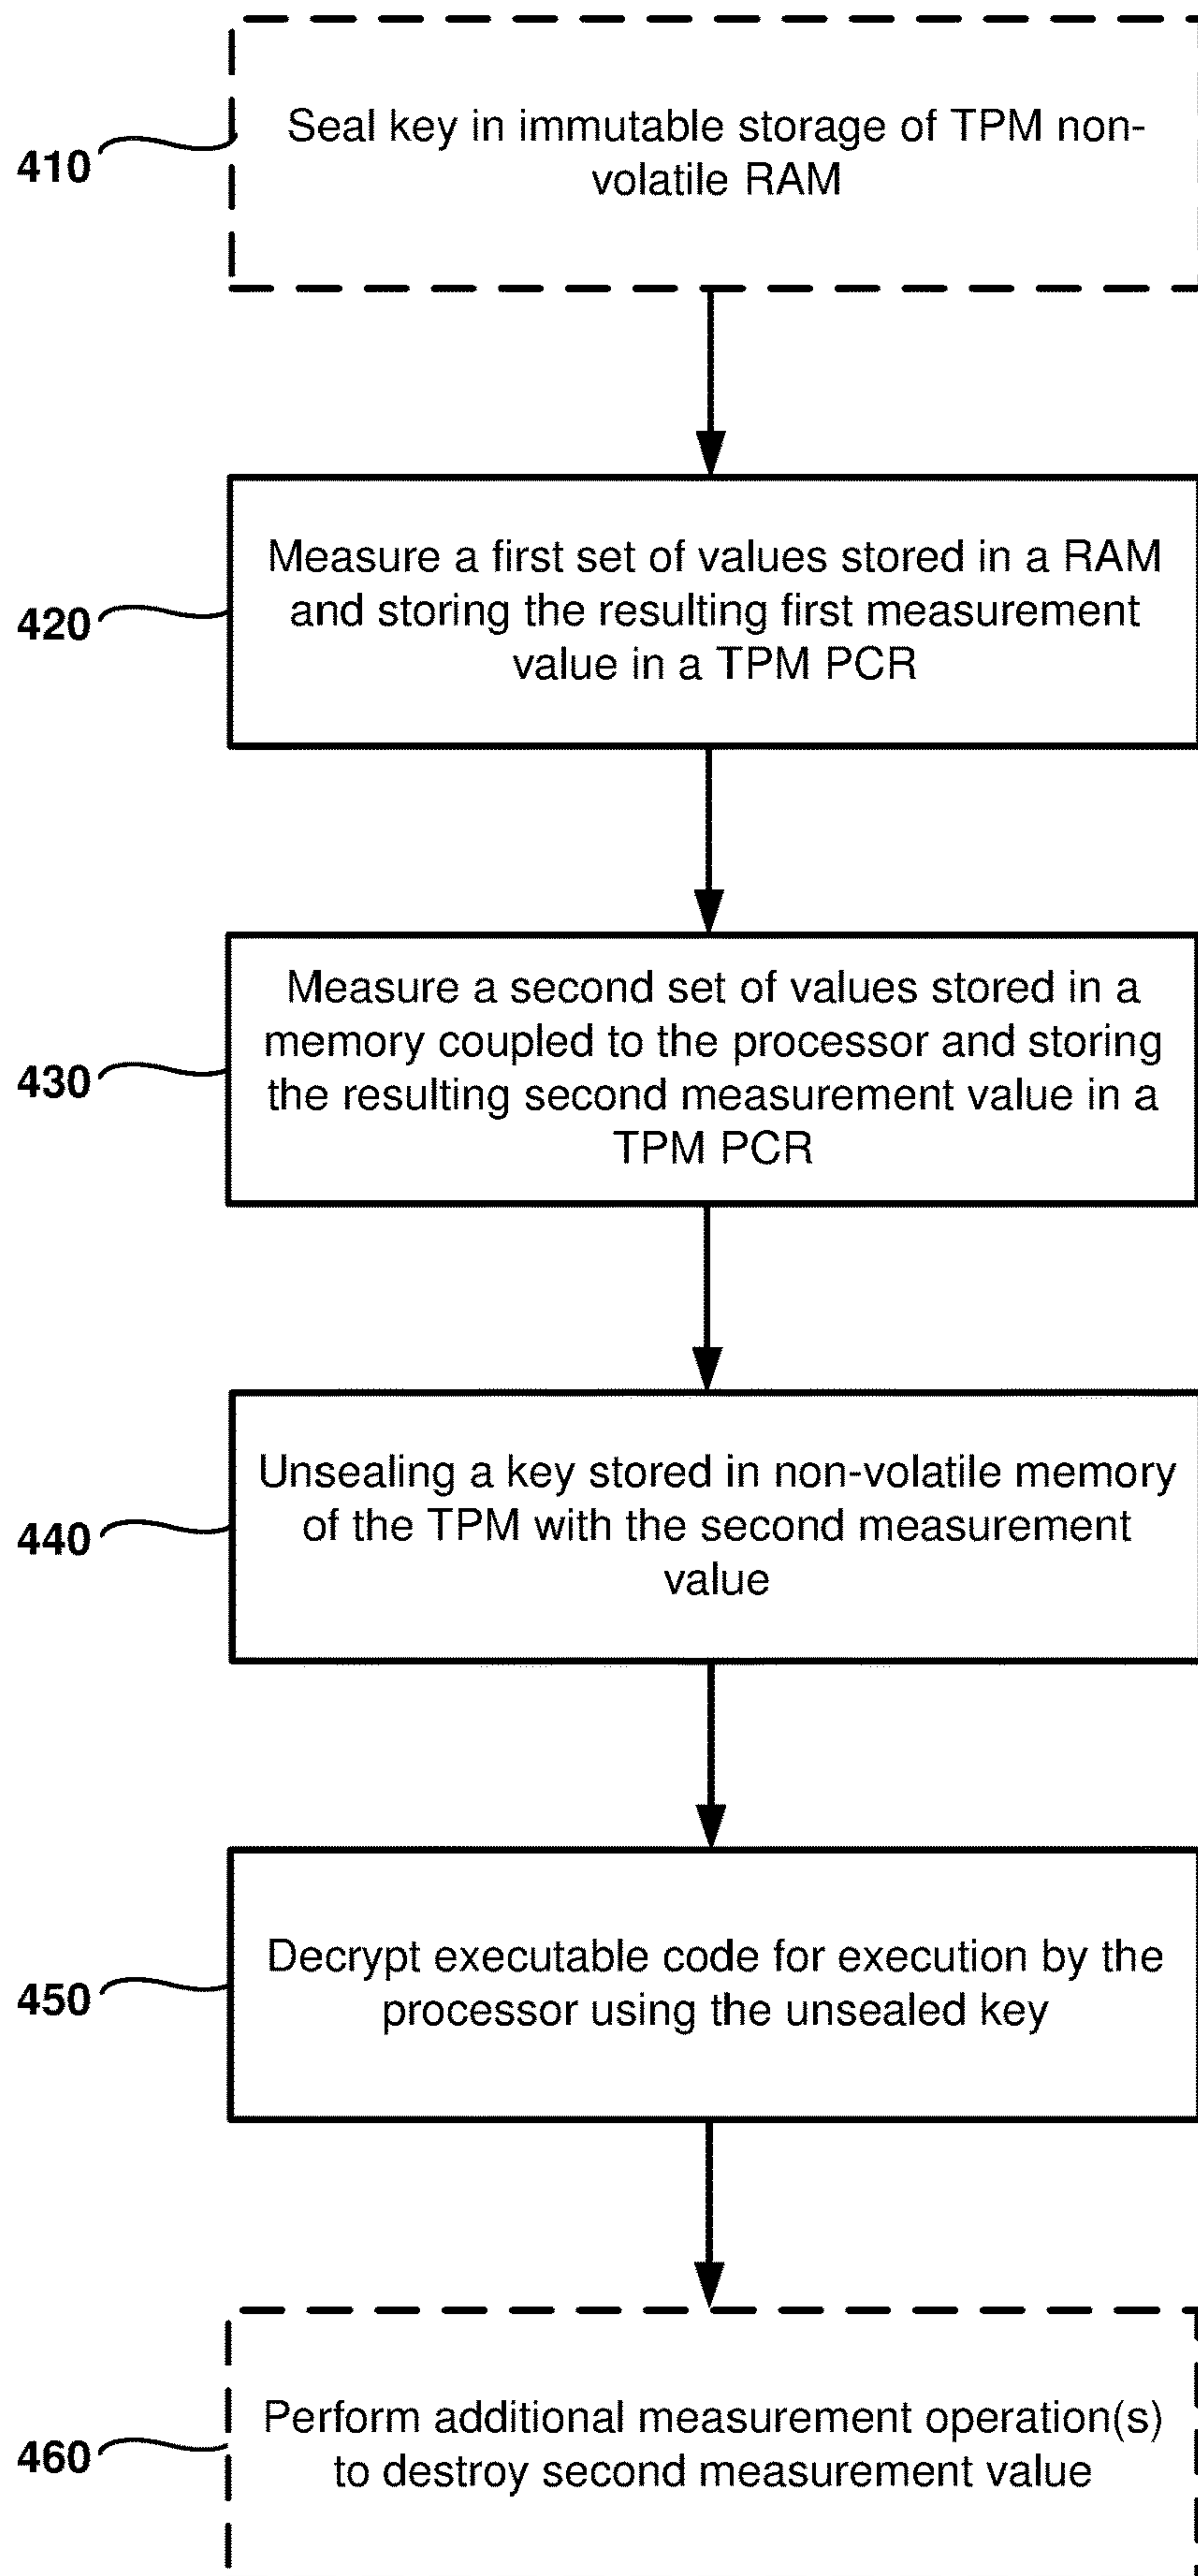 410
Seal key in immutable storage of TPM non-
volatile RAM
420
Measure a first set of values stored in a RAM
and storing the resulting first measurement
value in a TPM PCR
430
Measure a second set of values stored in a
memory coupled to the processor and storing
the resulting second measurement value in a
TPM PCR
440
Unsealing a key stored in non-volatile memory
of the TPM with the second measurement
value
450
Decrypt executable code for execution by the
processor using the unsealed key
460
Perform additional measurement operation(s)
to destroy second measurement value